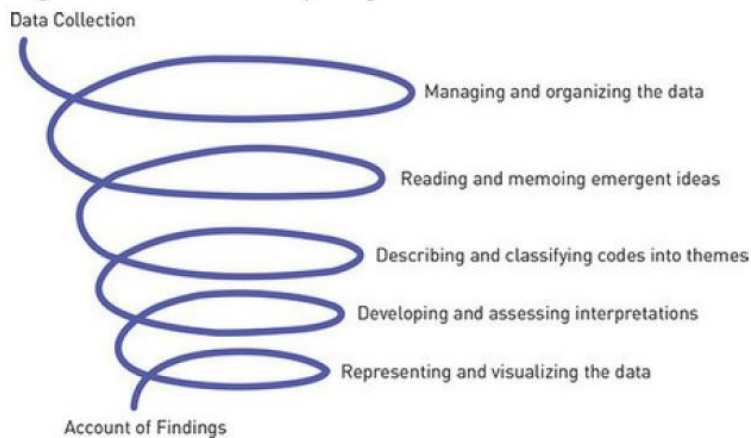 Data Collection
Managing and organizing the data
Reading and memoing emergent ideas
Describing and classifying codes into themes
Developing and assessing interpretations
Representing and visualizing the data
Account of Findings